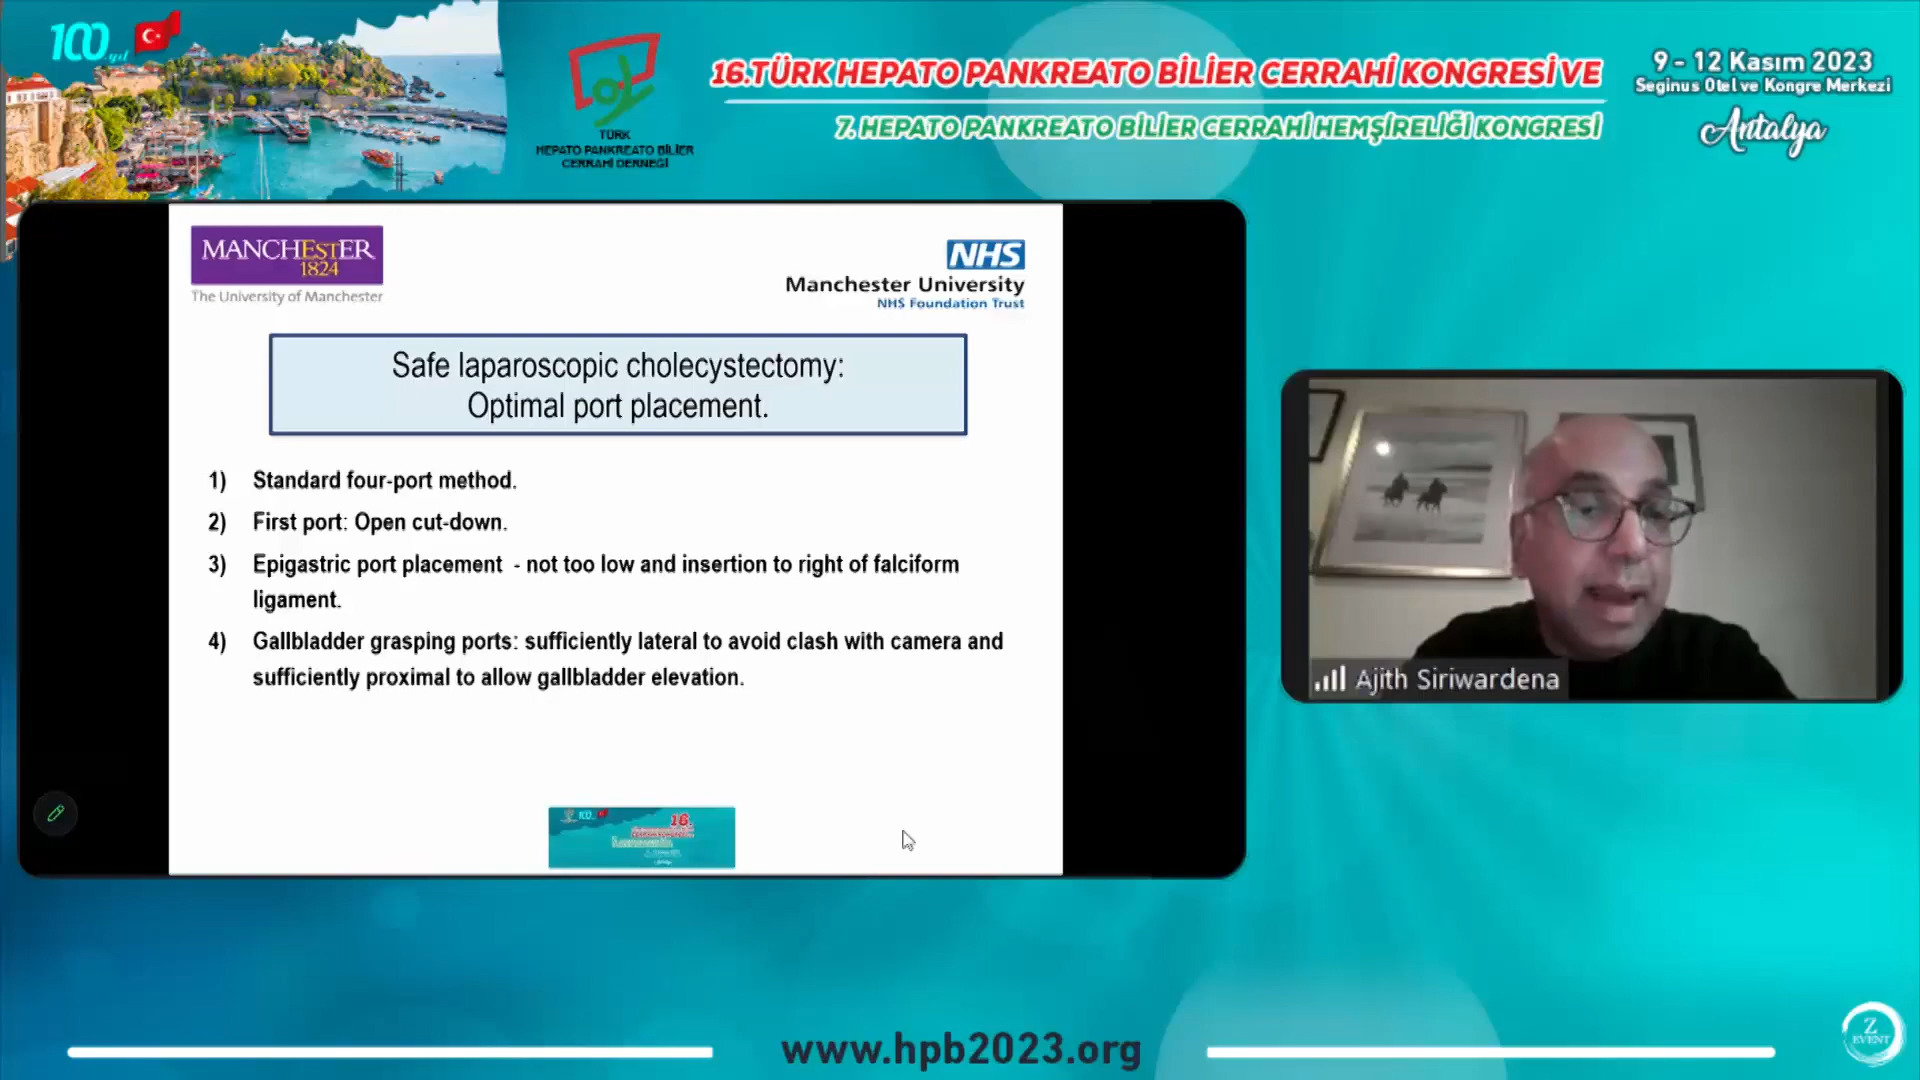 100.yıl
TÜRK
HEPATO PANKREATO BİLİER
CERRAHİ DERNEĞİ
16.TÜRK HEPATO PANKREATO BİLİER CERRAHİ KONGRESİ VE
7. HEPATO PANKREATO BİLİER CERRAHİ HEMŞİRELİĞİ KONGRESİ
9 - 12 Kasım 2023
Seginus Otel ve Kongre Merkezi
Antalya
MANCHESTER
1824
The University of Manchester
NHS
Manchester University
NHS Foundation Trust
Safe laparoscopic cholecystectomy:
Optimal port placement.
1) Standard four-port method.
2) First port: Open cut-down.
3) Epigastric port placement - not too low and insertion to right of falciform
ligament.
4) Gallbladder grasping ports: sufficiently lateral to avoid clash with camera and
sufficiently proximal to allow gallbladder elevation.
16.
Ajith Siriwardena
www.hpb2023.org
Z
EVENT